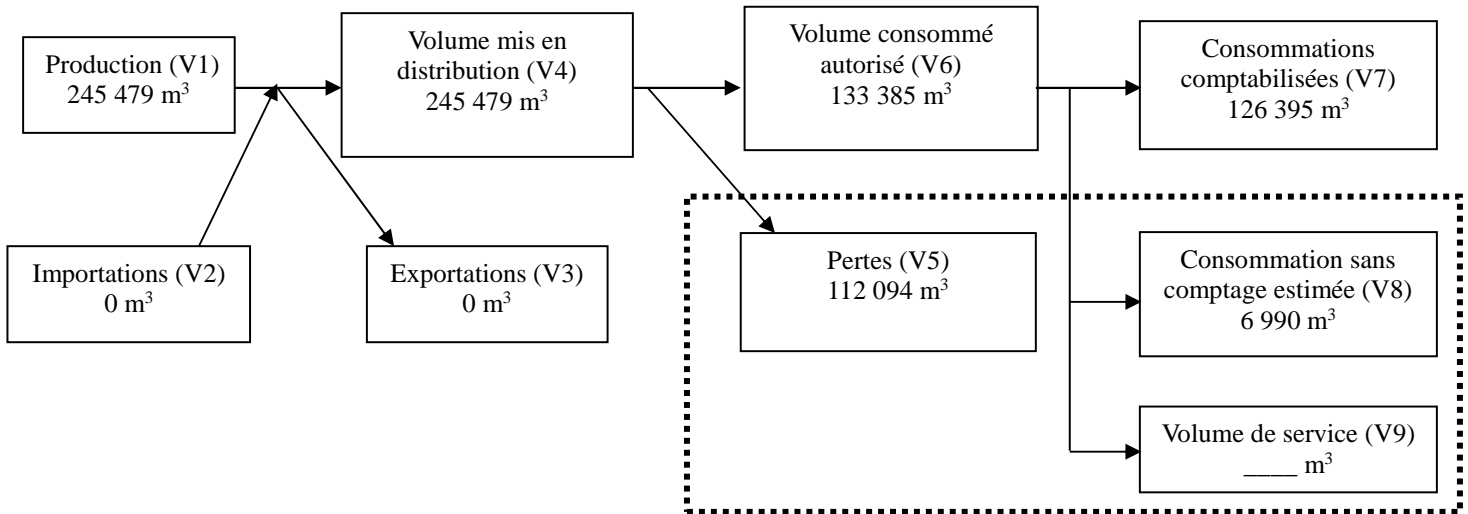 Production (V1)
245 479 m³
Volume mis en
distribution (V4)
245 479 m³
Volume consommé
autorisé (V6)
133 385 m³
Consommations
comptabilisées (V7)
126 395 m³
Importations (V2)
0 m³
Exportations (V3)
0 m³
Pertes (V5)
112 094 m³
Consommation sans
comptage estimée (V8)
6 990 m³
Volume de service (V9)
____ m³